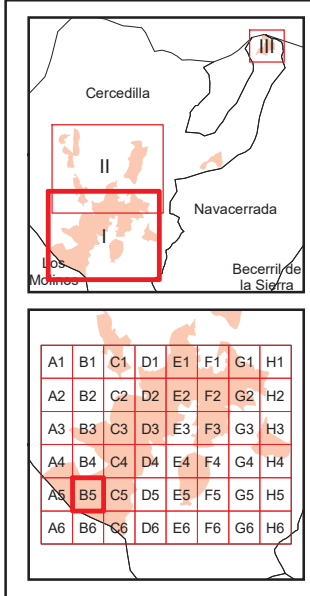 III
Cercedilla
II
Navacerrada
I
Los
Molinos
Becerril de
la Sierra
A1 B1 C1 D1 E1 F1 G1 H1
A2 B2 C2 D2 E2 F2 G2 H2
A3 B3 C3 D3 E3 F3 G3 H3
A4 B4 C4 D4 E4 F4 G4 H4
A5 B5 C5 D5 E5 F5 G5 H5
A6 B6 C6 D6 E6 F6 G6 H6